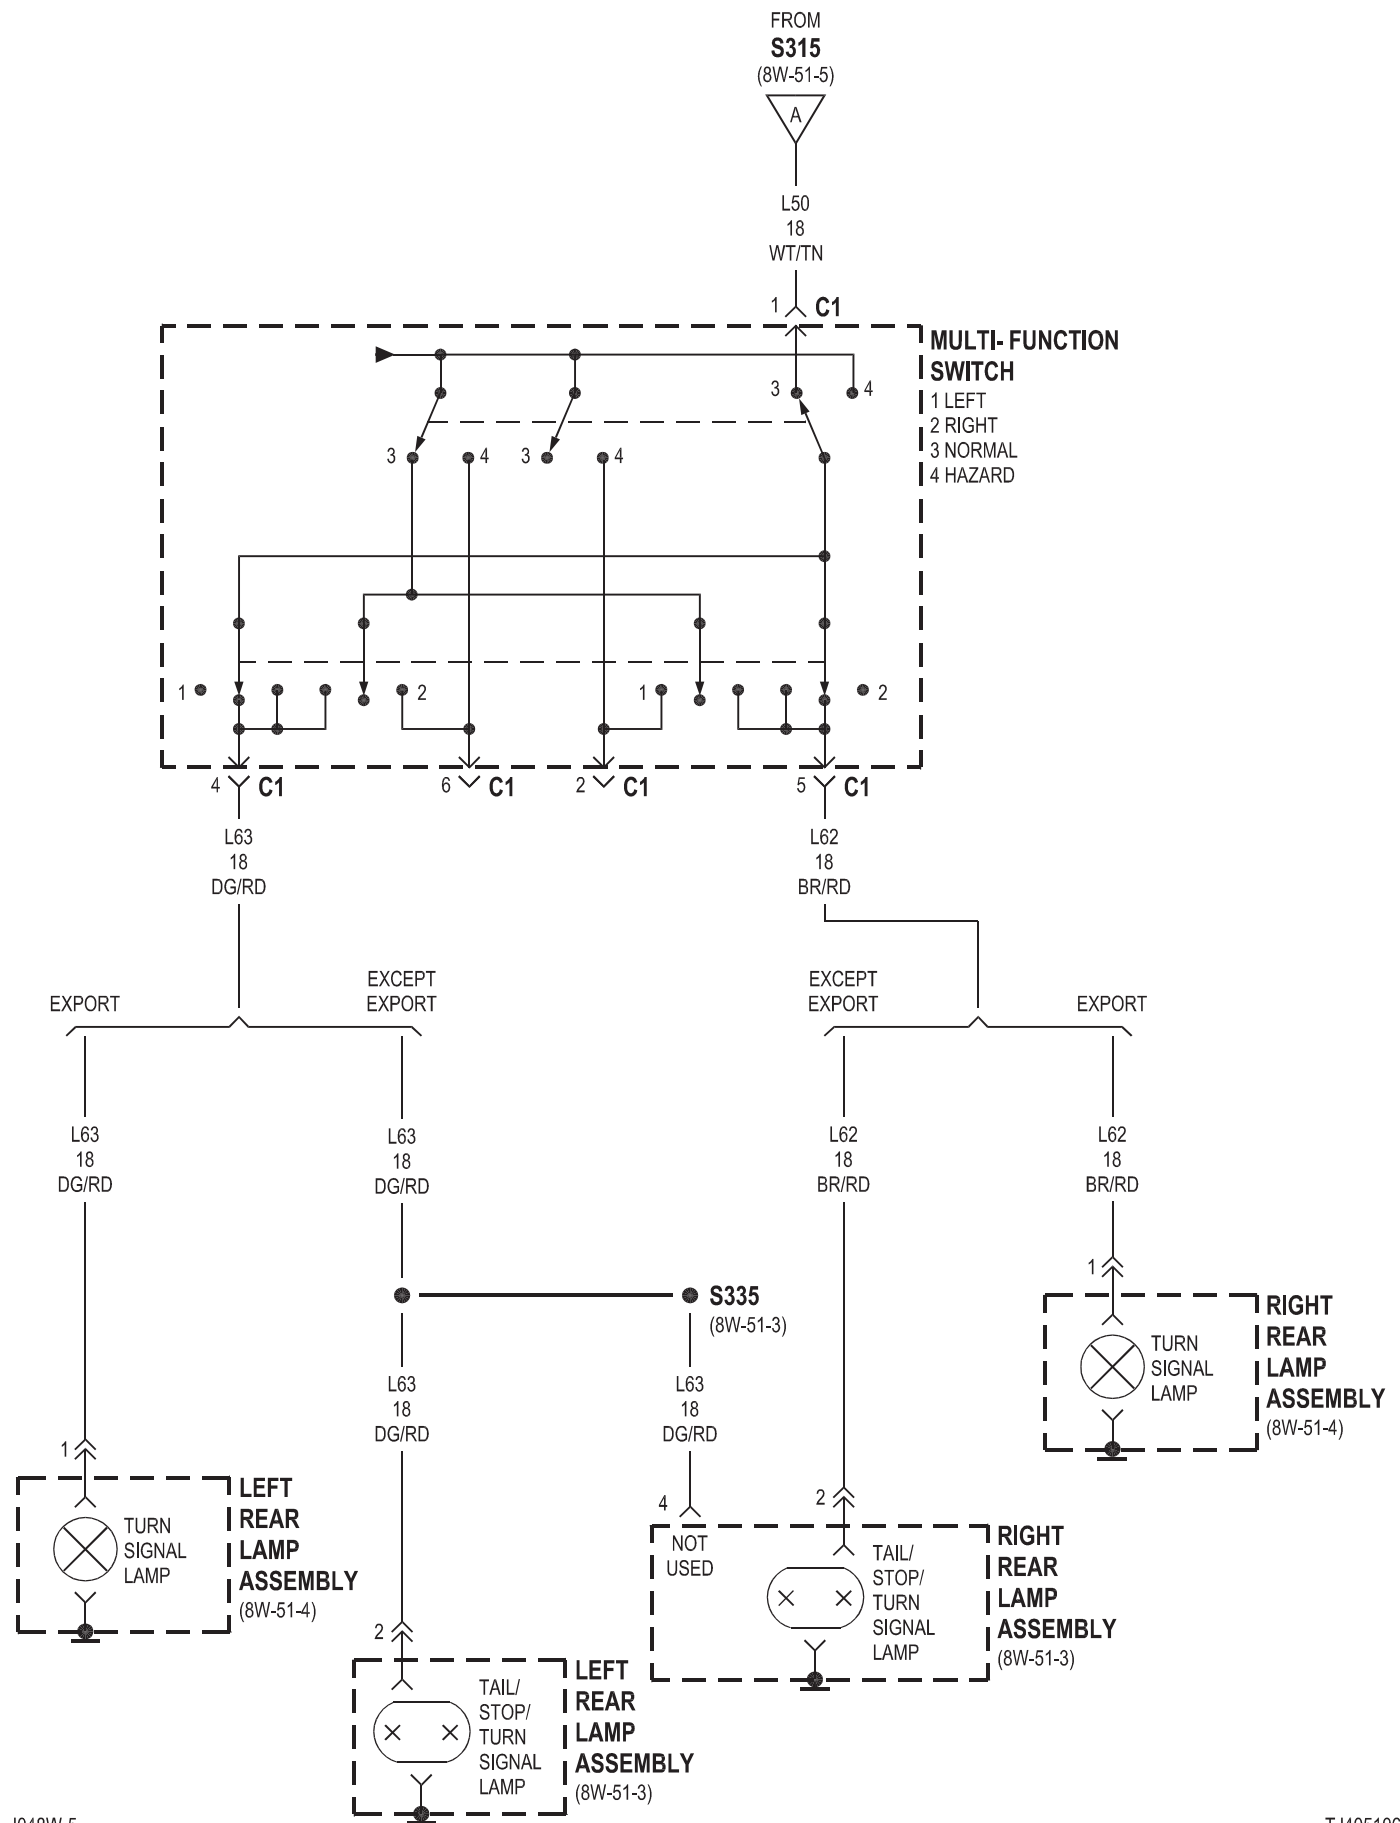 FROM
S315
(8W-51-5)
A
L50
18
WT/TN
1 C1
MULTI- FUNCTION
SWITCH
1 LEFT
2 RIGHT
3 NORMAL
4 HAZARD
3 4
3 4 3 4
1 2 1 2
4 C1 6 C1 2 C1 5 C1
L63
18
DG/RD
L62
18
BR/RD
EXPORT
EXCEPT
EXPORT
EXCEPT
EXPORT
EXPORT
L63
18
DG/RD
L63
18
DG/RD
L62
18
BR/RD
L62
18
BR/RD
S335
(8W-51-3)
1
RIGHT
REAR
LAMP
ASSEMBLY
(8W-51-4)
TURN
SIGNAL
LAMP
L63
18
DG/RD
L63
18
DG/RD
1
LEFT
REAR
LAMP
ASSEMBLY
(8W-51-4)
TURN
SIGNAL
LAMP
4
NOT
USED
2
TAIL/
STOP/
TURN
SIGNAL
LAMP
RIGHT
REAR
LAMP
ASSEMBLY
(8W-51-3)
2
TAIL/
STOP/
TURN
SIGNAL
LAMP
LEFT
REAR
LAMP
ASSEMBLY
(8W-51-3)